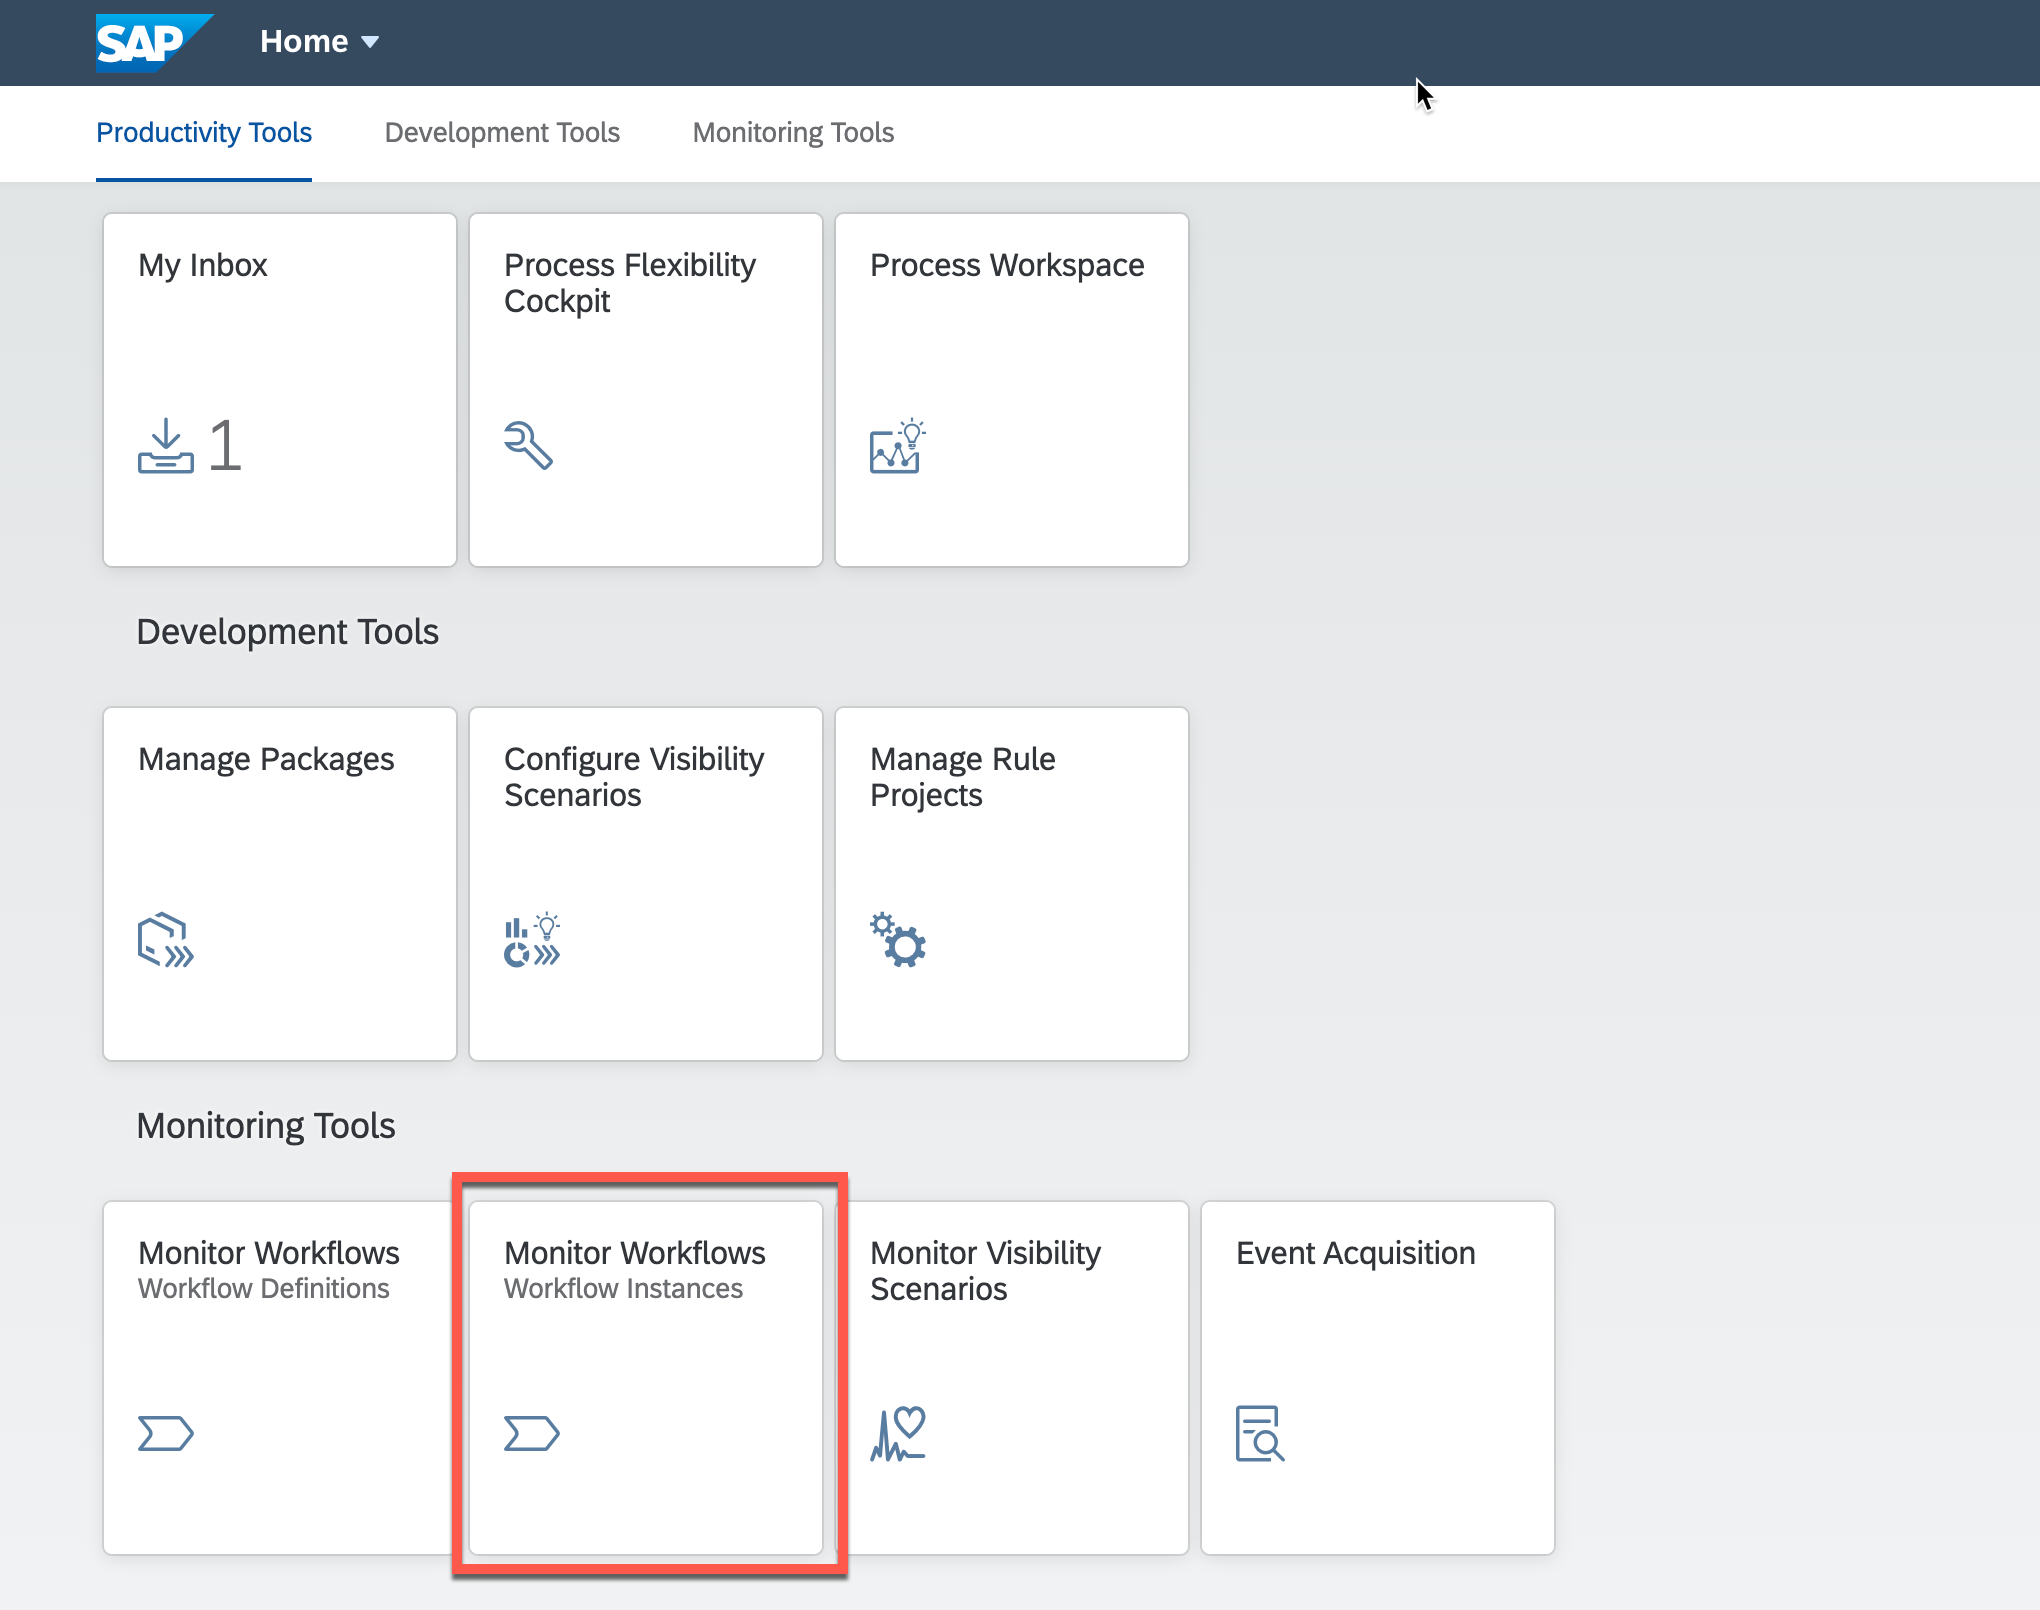 SAP Home
Productivity Tools Development Tools Monitoring Tools
My Inbox
1
Process Flexibility
Cockpit
Process Workspace
Development Tools
Manage Packages
Configure Visibility
Scenarios
Manage Rule
Projects
Monitoring Tools
Monitor Workflows
Workflow Definitions
Monitor Workflows
Workflow Instances
Monitor Visibility
Scenarios
Event Acquisition